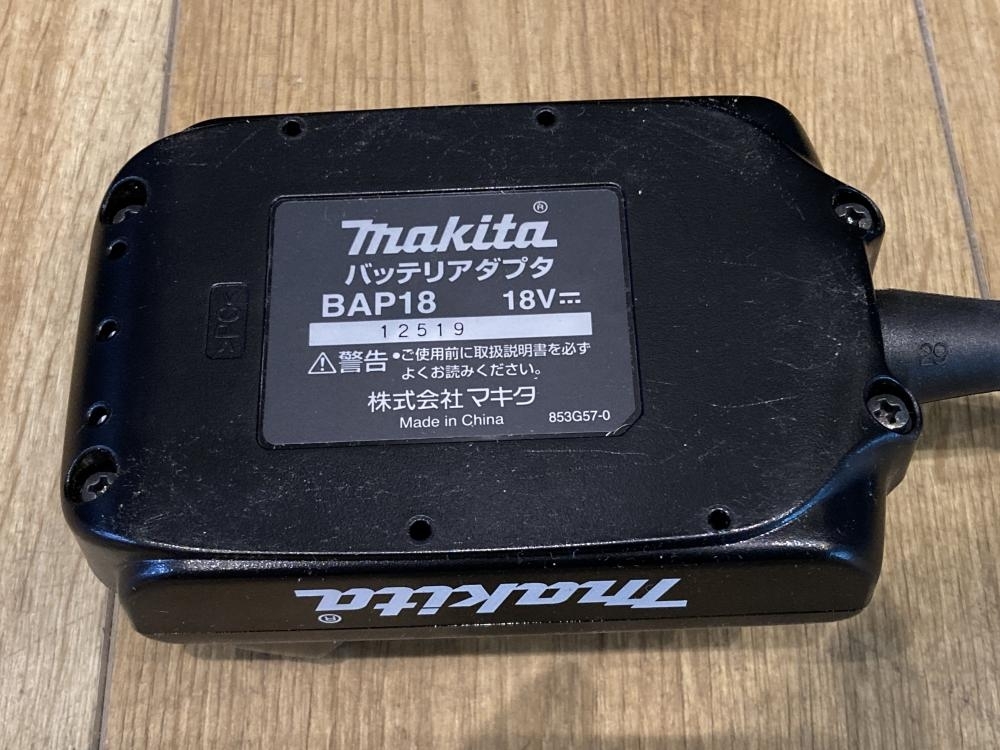 makita®
バッテリアダプタ
BAP18 18V⎓
12519
⚠警告 •ご使用前に取扱説明書を必ず
よくお読みください。
株式会社マキタ
Made in China 853G57-0
>PC<
29
makita®